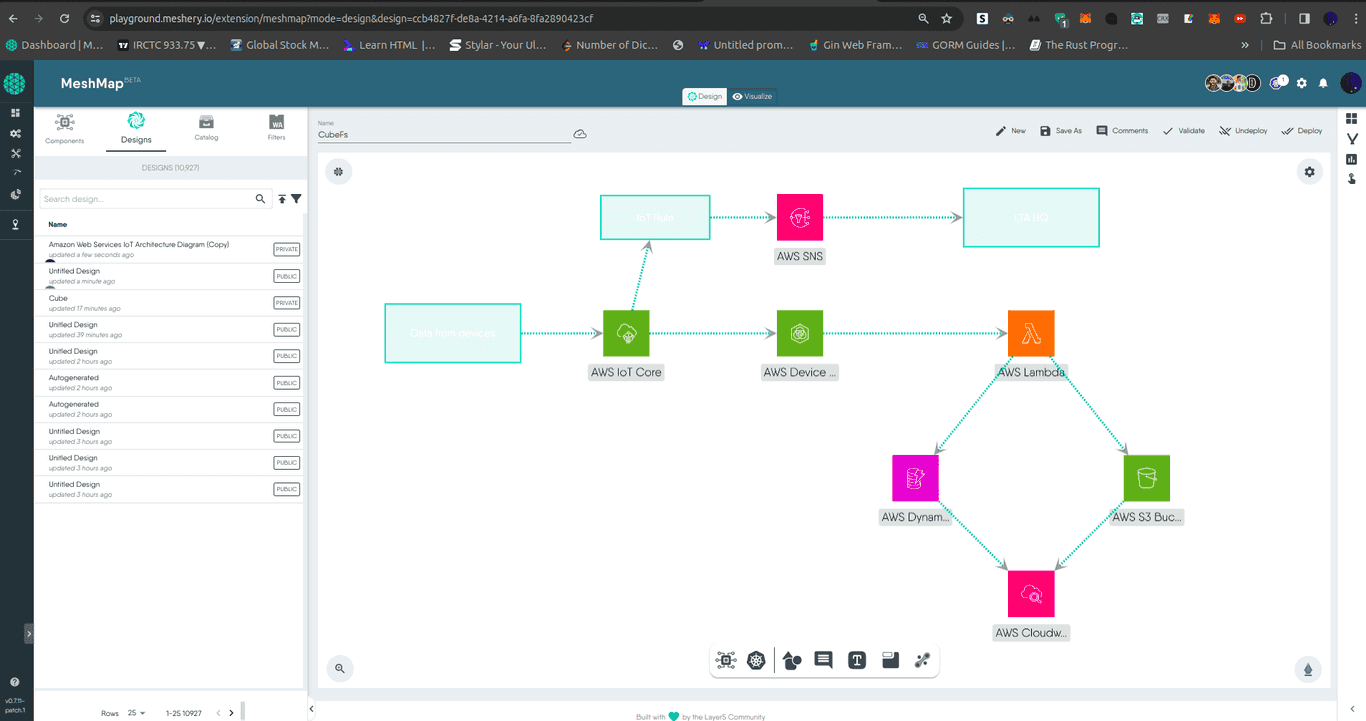 playground.meshery.io/extension/meshmap?mode=design&design=ccb4827f-de8a-4214-a6fa-8fa2890423cf
Dashboard | M... IRCTC 933.75▼... Global Stock M... Learn HTML |... Stylar - Your Ul... Number of Dic... Untitled prom... Gin Web Fram... GORM Guides |... The Rust Progr... » All Bookmarks
MeshMap BETA
Design Visualize
D 1
Components Designs Catalog Filters
WA
DESIGNS (10,927)
Search design...
Name
Amazon Web Services IoT Architecture Diagram (Copy)
updated a few seconds ago
PRIVATE
Untitled Design
updated a minute ago
PUBLIC
Cube
updated 17 minutes ago
PRIVATE
Untitled Design
updated 39 minutes ago
PUBLIC
Untitled Design
updated 2 hours ago
PUBLIC
Autogenerated
updated 2 hours ago
PUBLIC
Autogenerated
updated 2 hours ago
PUBLIC
Untitled Design
updated 3 hours ago
PUBLIC
Untitled Design
updated 3 hours ago
PUBLIC
Untitled Design
updated 3 hours ago
PUBLIC
Rows 25 1-25 10927
v0.7.11-
patch.1
Name
CubeFs
New Save As Comments Validate Undeploy Deploy
IoT Rule
AWS SNS
Data from devices
AWS IoT Core
AWS Device ...
AWS Lambda
AWS Dynam...
AWS S3 Buc...
AWS Cloudw...
T
Built with by the Layer5 Community